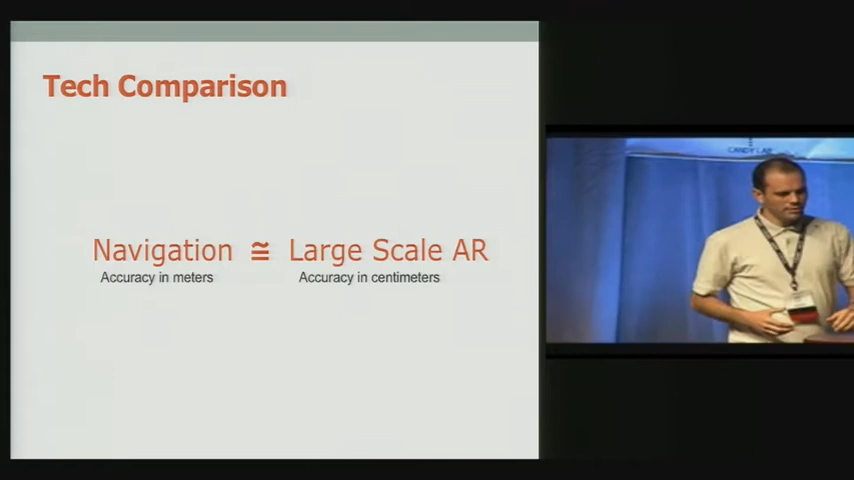 Tech Comparison
Navigation ≅ Large Scale AR
Accuracy in meters Accuracy in centimeters
CANDY LAB